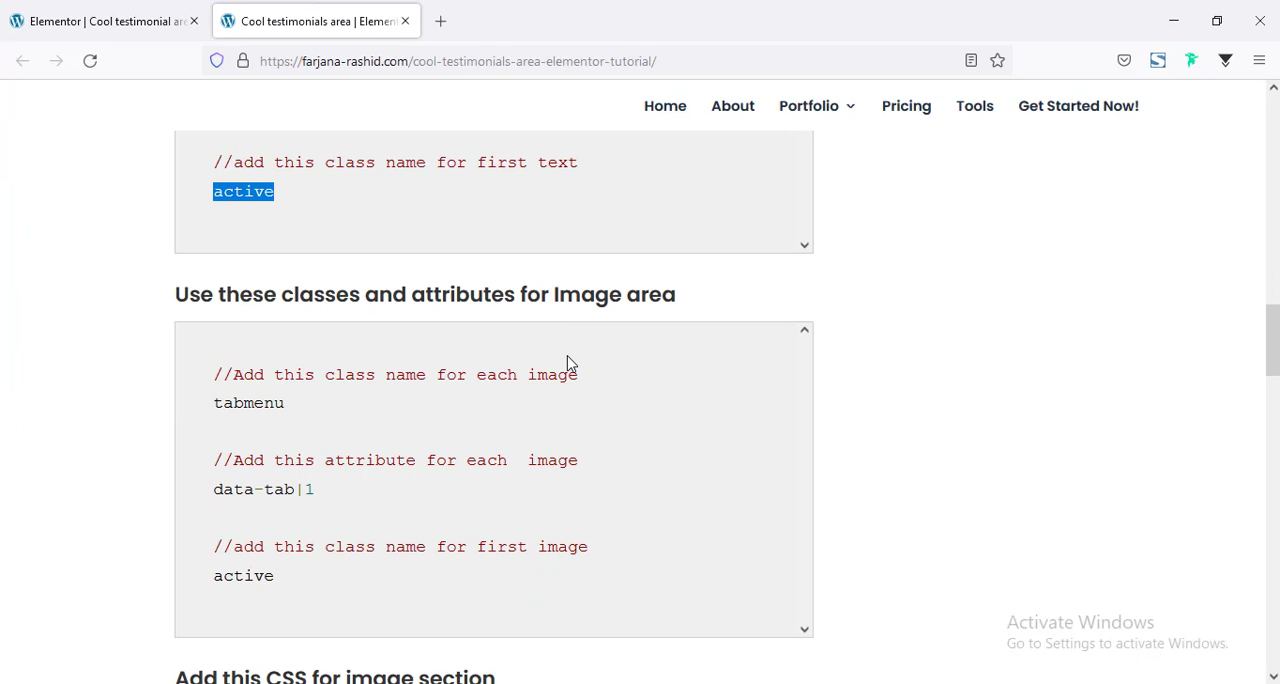 Elementor | Cool testimonial are
Cool testimonials area | Elemen
https://farjana-rashid.com/cool-testimonials-area-elementor-tutorial/
Home About Portfolio Pricing Tools Get Started Now!
//add this class name for first text
active
Use these classes and attributes for Image area
//Add this class name for each image
tabmenu
//Add this attribute for each  image
data-tab|1
//add this class name for first image
active
Activate Windows
Go to Settings to activate Windows.
Add this CSS for image section